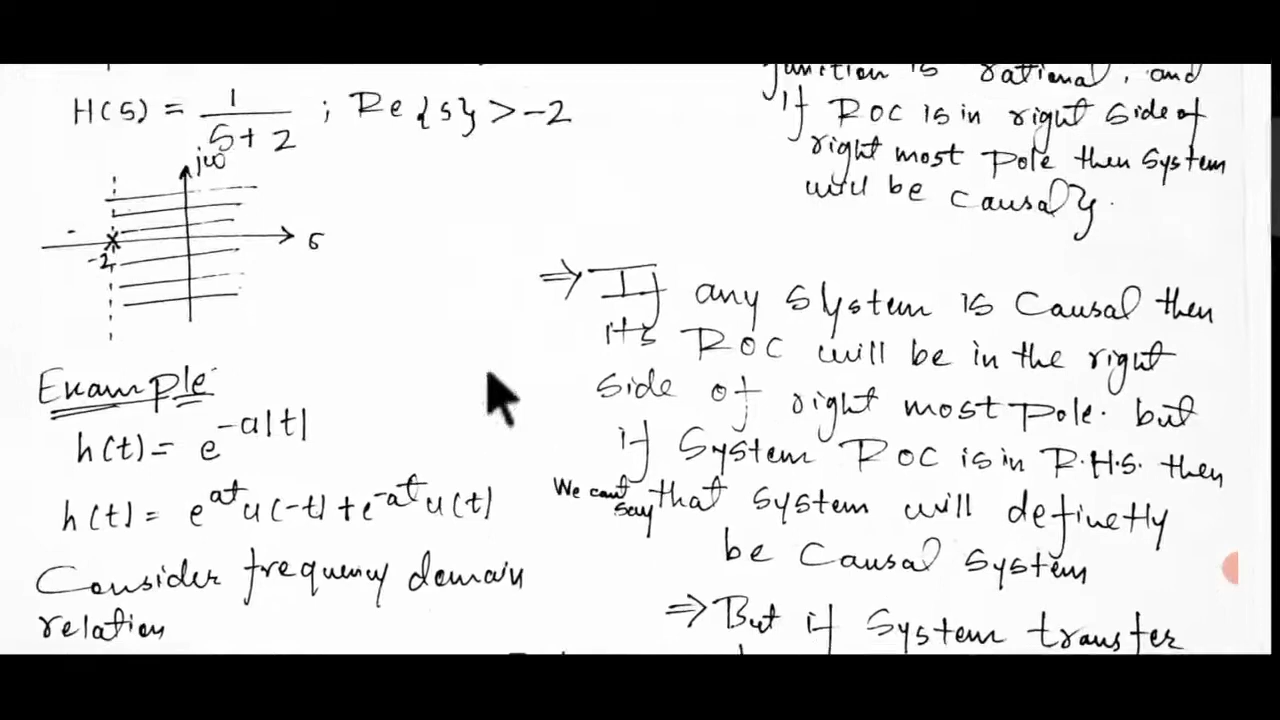 H(s) = 1/(s+2) ; Re{s} > -2
jω
-2
σ
Example
h(t) = e^-a|t|
h(t) = e^at u(-t) + e^-at u(t)
Consider frequency domain
relation
function is rational, and
If ROC is in right side of
right most pole then system
will be causal}.
⇒ If any system is causal then
its ROC will be in the right
side of right most pole. but
if system ROC is in R.H.S. then
We can't say that system will definetly
be causal system
⇒ But if system transfer